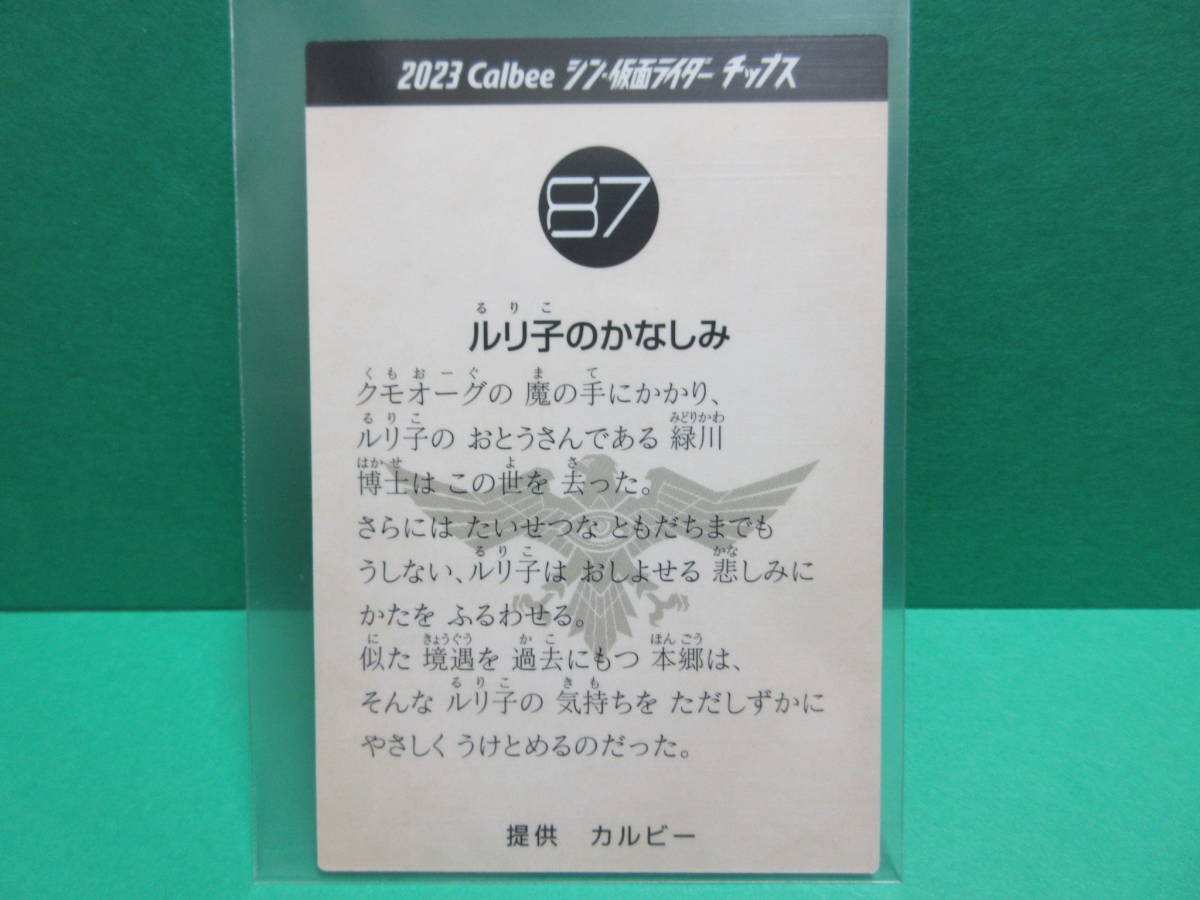 2023 Calbee シン・仮面ライダー チップス
87
るりこ
ルリ子のかなしみ
くもおーぐ ま て
クモオーグの 魔の手にかかり、
るりこ みどりかわ
ルリ子の おとうさんである 緑川
はかせ よ さ
博士は この世を 去った。
さらには たいせつな ともだちまでも
るりこ かな
うしない、ルリ子は おしよせる 悲しみに
かたを ふるわせる。
に きょうぐう かこ ほんごう
似た 境遇を 過去にもつ 本郷は、
るりこ きも
そんな ルリ子の 気持ちを ただしずかに
やさしく うけとめるのだった。
提供 カルビー